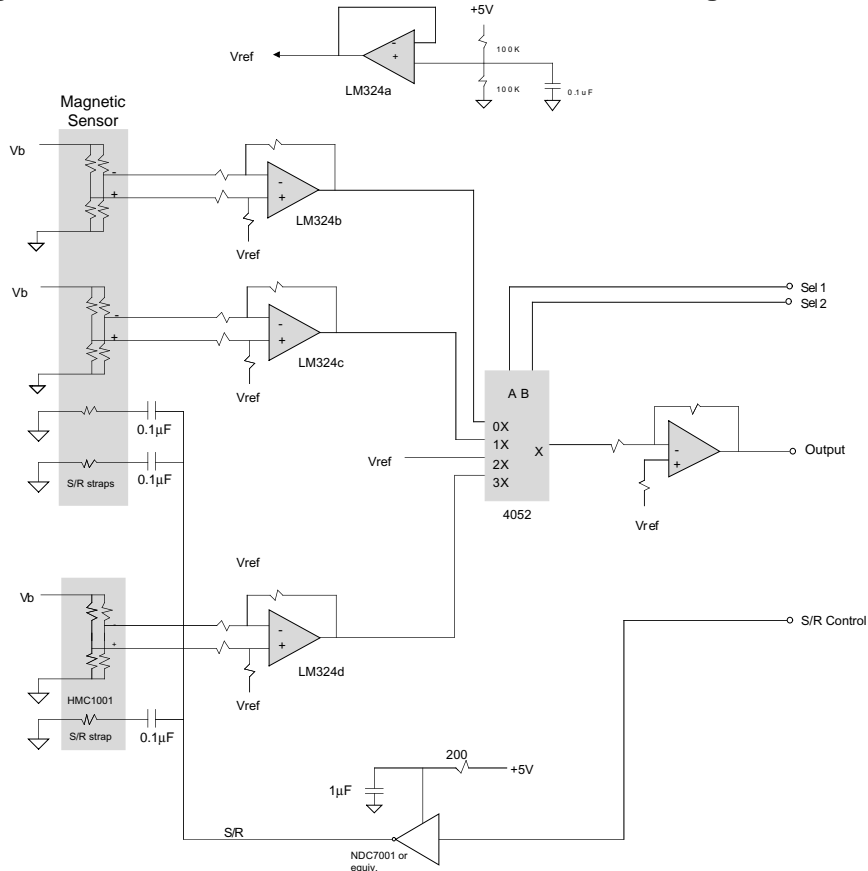 +5V
100K
Vref
-
+
100K
0.1uF
LM324a
Magnetic
Sensor
Vb
-
+
-
+
LM324b
Vref
Vb
-
+
-
+
LM324c
Vref
Sel 1
Sel 2
A B
0X
1X
2X
3X
X
4052
Vref
-
+
Output
Vref
0.1µF
0.1µF
S/R straps
Vref
Vb
-
+
-
+
LM324d
Vref
HMC1001
S/R strap
0.1µF
S/R Control
200
+5V
1µF
S/R
NDC7001 or
equiv.